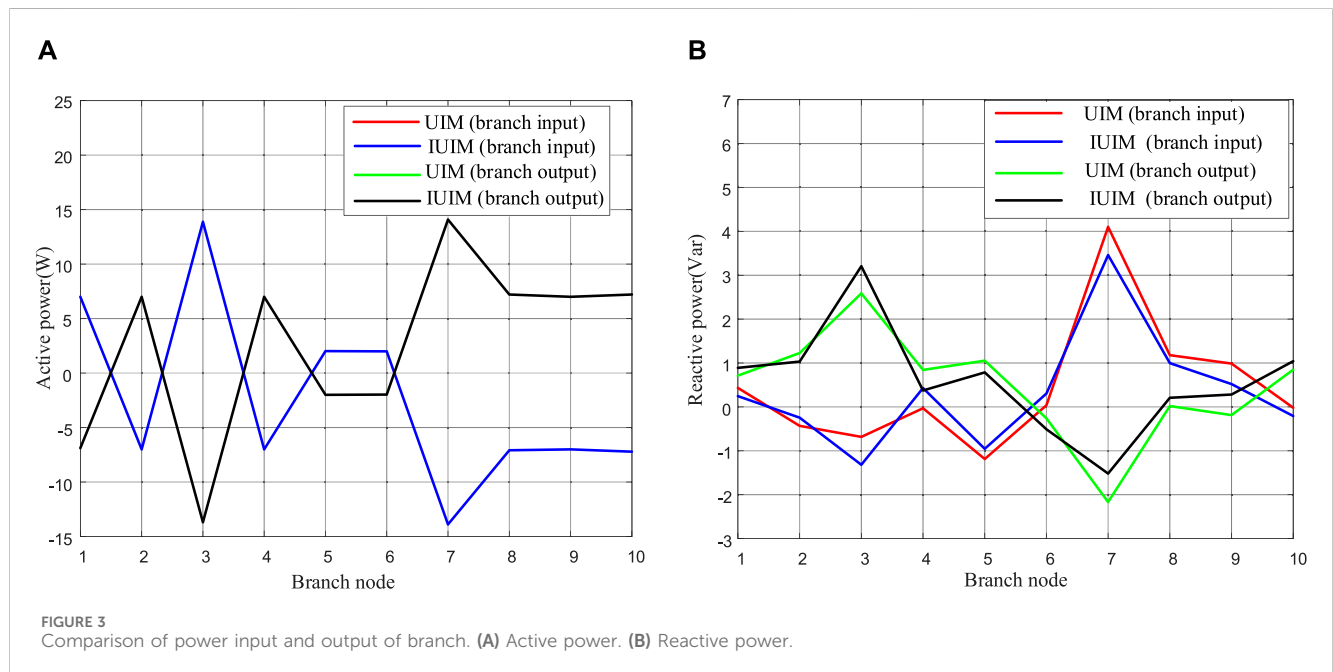 A
B
25
20
15
10
5
0
-5
-10
-15
Active power(W)
UIM (branch input)
IUIM (branch input)
UIM (branch output)
IUIM (branch output)
1 2 3 4 5 6 7 8 9 10
Branch node
7
6
5
4
3
2
1
0
-1
-2
-3
Reactive power(Var)
UIM (branch input)
IUIM (branch input)
UIM (branch output)
IUIM (branch output)
1 2 3 4 5 6 7 8 9 10
Branch node
FIGURE 3
Comparison of power input and output of branch. (A) Active power. (B) Reactive power.